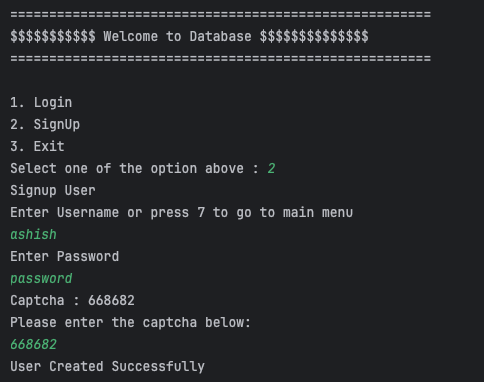 ======================================================
$$$$$$$$$$$ Welcome to Database $$$$$$$$$$$$$$
======================================================
1. Login
2. SignUp
3. Exit
Select one of the option above : 2
Signup User
Enter Username or press 7 to go to main menu
ashish
Enter Password
password
Captcha : 668682
Please enter the captcha below:
668682
User Created Successfully